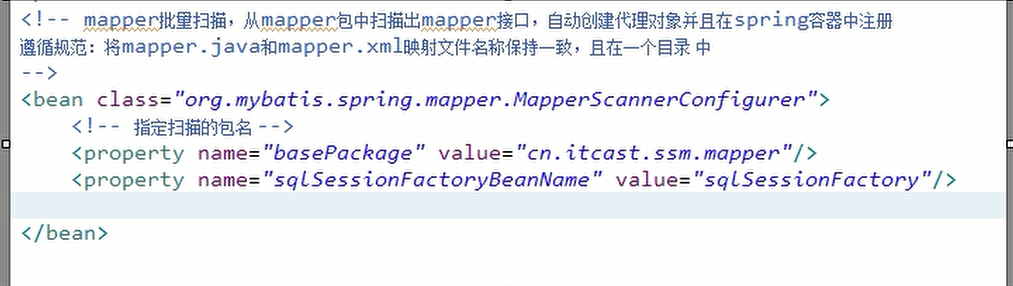 <!-- mapper批量扫描，从mapper包中扫描出mapper接口，自动创建代理对象并且在spring容器中注册
遵循规范：将mapper.java和mapper.xml映射文件名称保持一致，且在一个目录 中
-->
<bean class="org.mybatis.spring.mapper.MapperScannerConfigurer">
<!-- 指定扫描的包名 -->
<property name="basePackage" value="cn.itcast.ssm.mapper"/>
<property name="sqlSessionFactoryBeanName" value="sqlSessionFactory"/>
</bean>